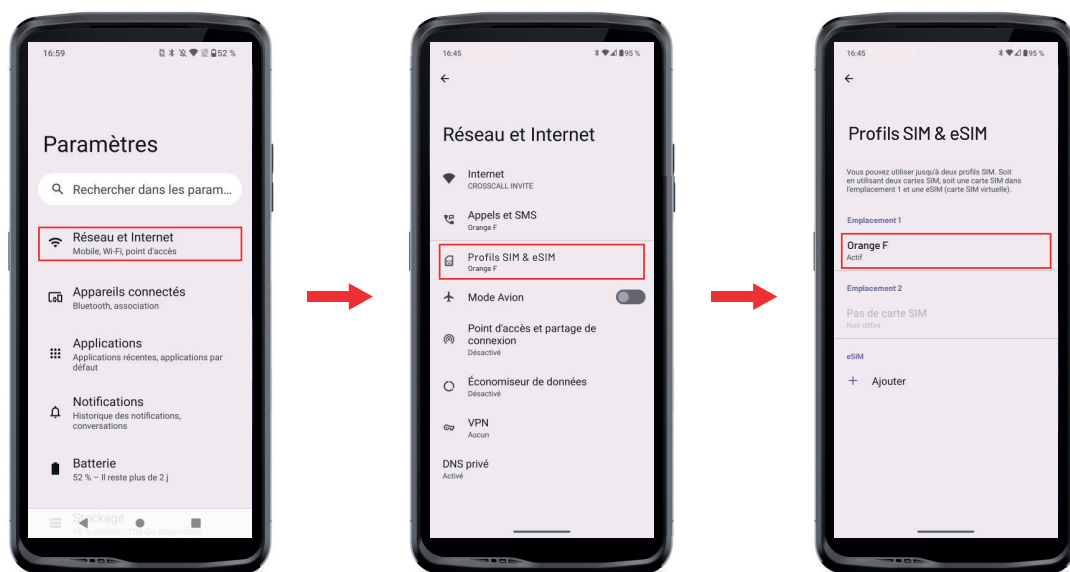 16:59
52 %
Paramètres
Rechercher dans les param...
Réseau et Internet
Mobile, Wi-Fi, point d'accès
Appareils connectés
Bluetooth, association
Applications
Applications récentes, applications par
défaut
Notifications
Historique des notifications,
conversations
Batterie
52 % – Il reste plus de 2 j
Stockage
16:45
95 %
Réseau et Internet
Internet
CROSSCALL INVITE
Appels et SMS
Orange F
Profils SIM & eSIM
Orange F
Mode Avion
Point d'accès et partage de
connexion
Désactivé
Économiseur de données
Désactivé
VPN
Aucun
DNS privé
Activé
16:45
95 %
Profils SIM & eSIM
Vous pouvez utiliser jusqu'à deux profils SIM. Soit
en utilisant deux cartes SIM, soit une carte SIM dans
l'emplacement 1 et une eSIM (carte SIM virtuelle).
Emplacement 1
Orange F
Actif
Emplacement 2
Pas de carte SIM
Non défini
eSIM
+ Ajouter